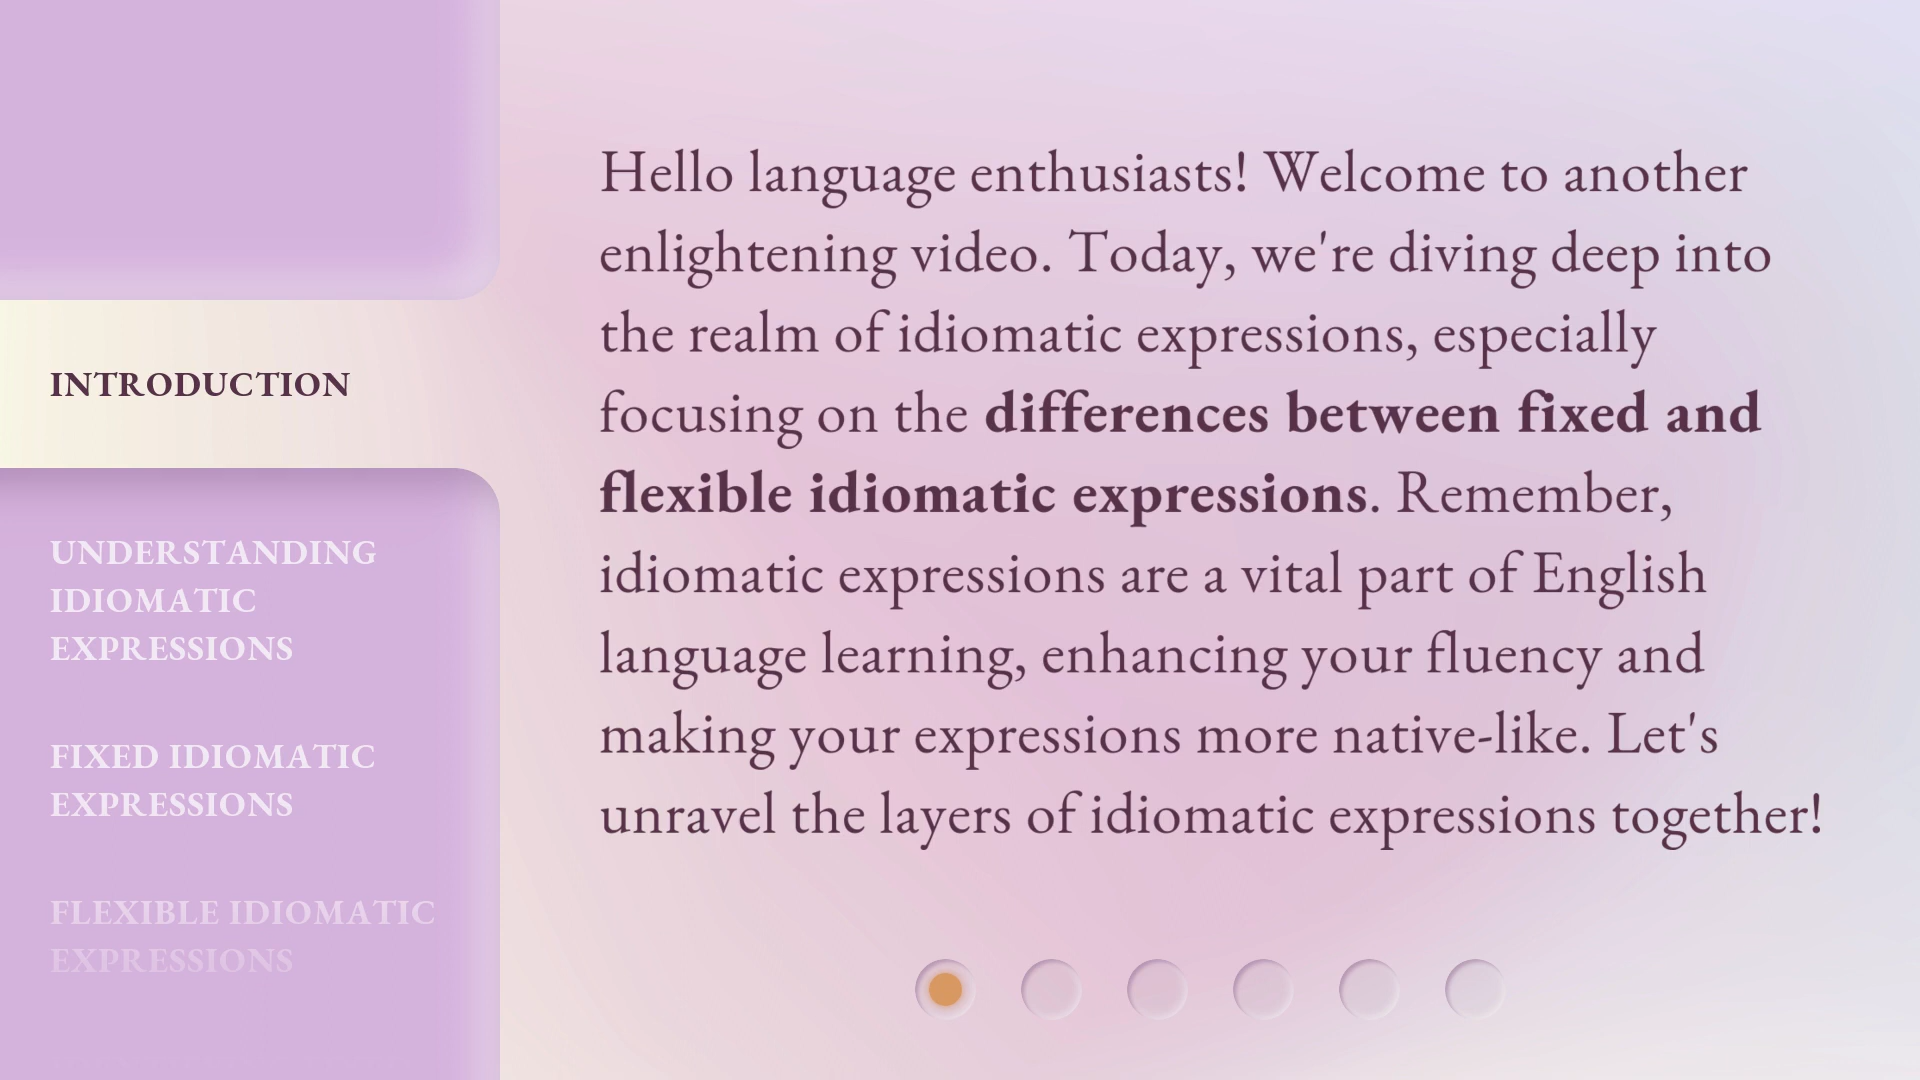 INTRODUCTION
UNDERSTANDING
IDIOMATIC
EXPRESSIONS
FIXED IDIOMATIC
EXPRESSIONS
FLEXIBLE IDIOMATIC
EXPRESSIONS
Hello language enthusiasts! Welcome to another
enlightening video. Today, we're diving deep into
the realm of idiomatic expressions, especially
focusing on the differences between fixed and
flexible idiomatic expressions. Remember,
idiomatic expressions are a vital part of English
language learning, enhancing your fluency and
making your expressions more native-like. Let's
unravel the layers of idiomatic expressions together!